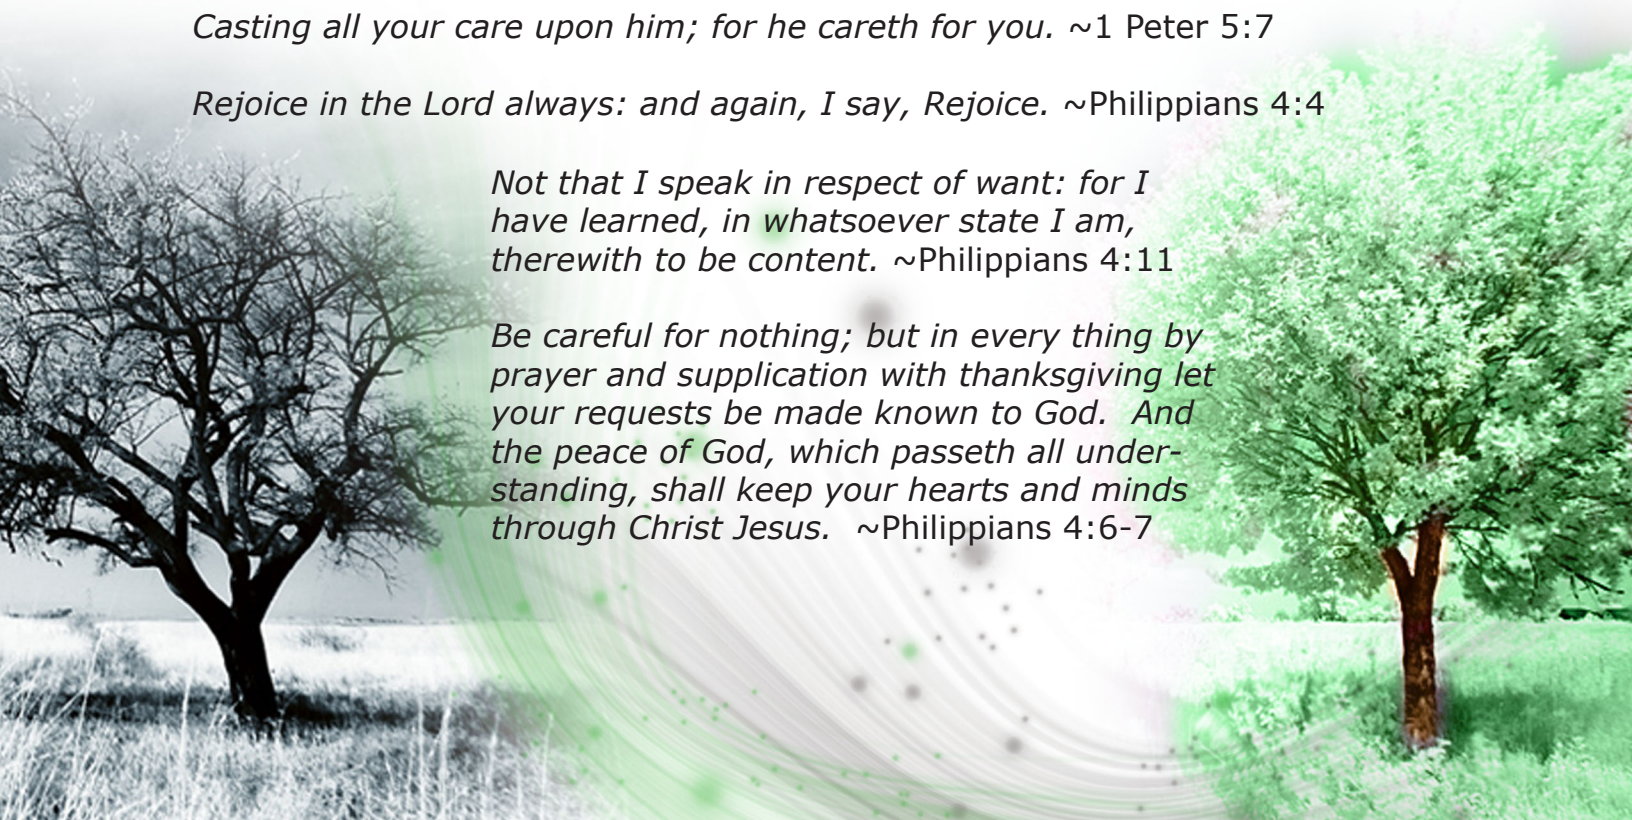 Casting all your care upon him; for he careth for you. ~1 Peter 5:7
Rejoice in the Lord always: and again, I say, Rejoice. ~Philippians 4:4
Not that I speak in respect of want: for I
have learned, in whatsoever state I am,
therewith to be content. ~Philippians 4:11
Be careful for nothing; but in every thing by
prayer and supplication with thanksgiving let
your requests be made known to God.  And
the peace of God, which passeth all under-
standing, shall keep your hearts and minds
through Christ Jesus.  ~Philippians 4:6-7